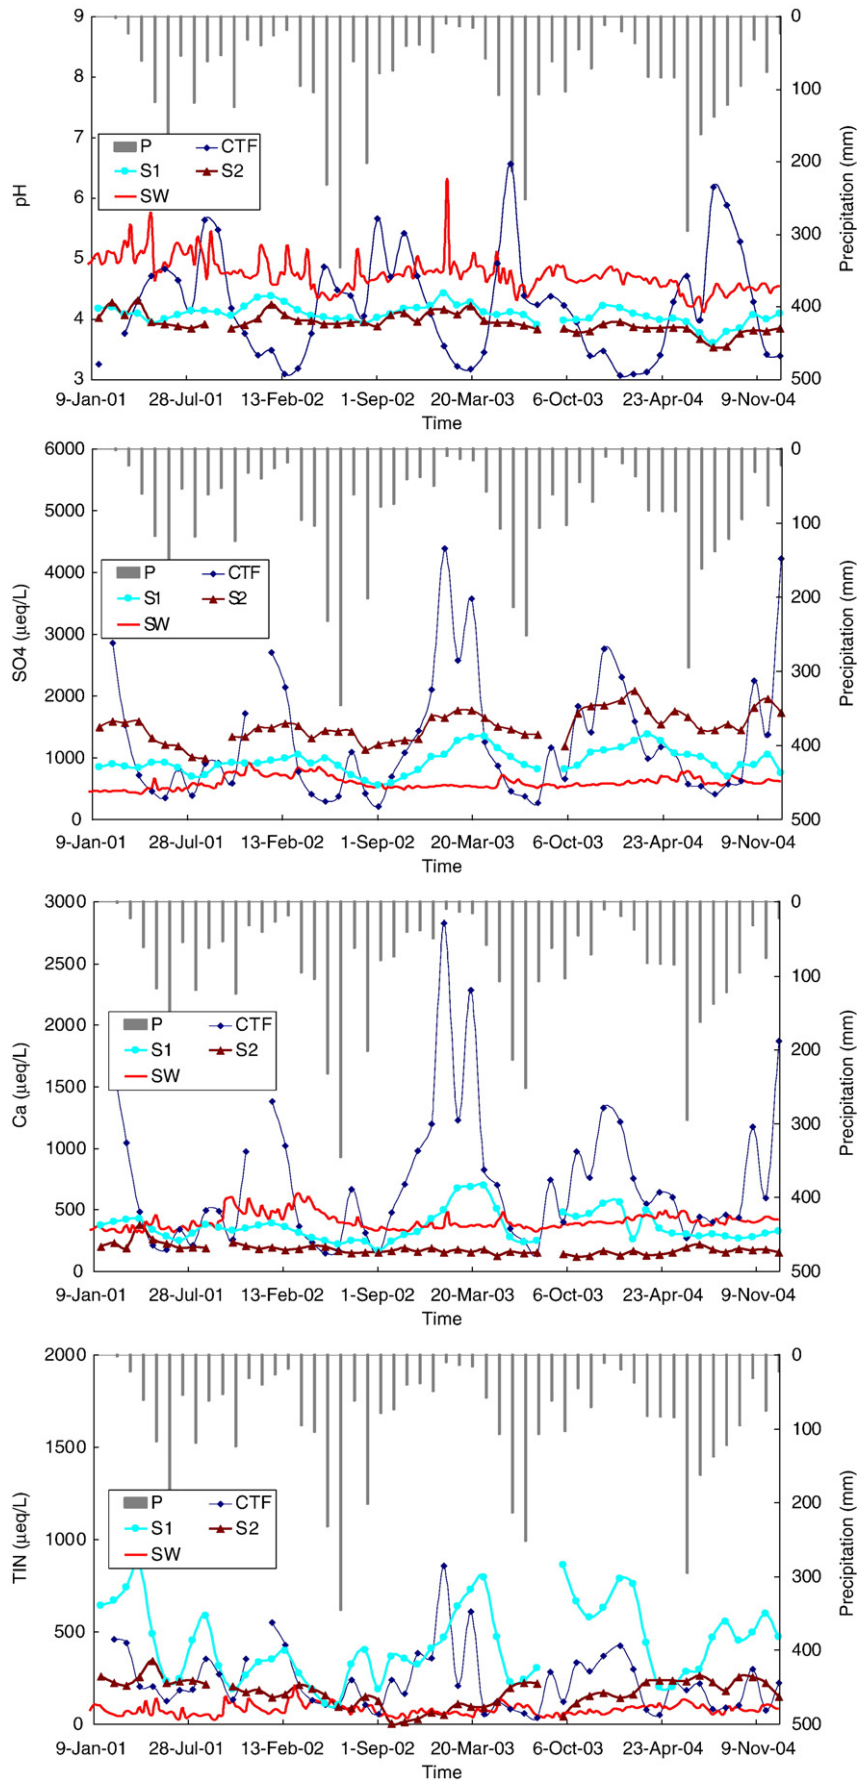 9 0
8 100
7
6 200
5 300
4 400
3 500
pH
Precipitation (mm)
P CTF
S1 S2
SW
9-Jan-01 28-Jul-01 13-Feb-02 1-Sep-02 20-Mar-03 6-Oct-03 23-Apr-04 9-Nov-04
Time
6000 0
5000 100
4000 200
3000
2000 300
1000 400
0 500
SO4 (µeq/L)
Precipitation (mm)
P CTF
S1 S2
SW
9-Jan-01 28-Jul-01 13-Feb-02 1-Sep-02 20-Mar-03 6-Oct-03 23-Apr-04 9-Nov-04
Time
3000 0
2500 100
2000 200
1500
1000 300
500 400
0 500
Ca (µeq/L)
Precipitation (mm)
P CTF
S1 S2
SW
9-Jan-01 28-Jul-01 13-Feb-02 1-Sep-02 20-Mar-03 6-Oct-03 23-Apr-04 9-Nov-04
Time
2000 0
1500 100
1000 200
500 300
400
0 500
TIN (µeq/L)
Precipitation (mm)
P CTF
S1 S2
SW
9-Jan-01 28-Jul-01 13-Feb-02 1-Sep-02 20-Mar-03 6-Oct-03 23-Apr-04 9-Nov-04
Time